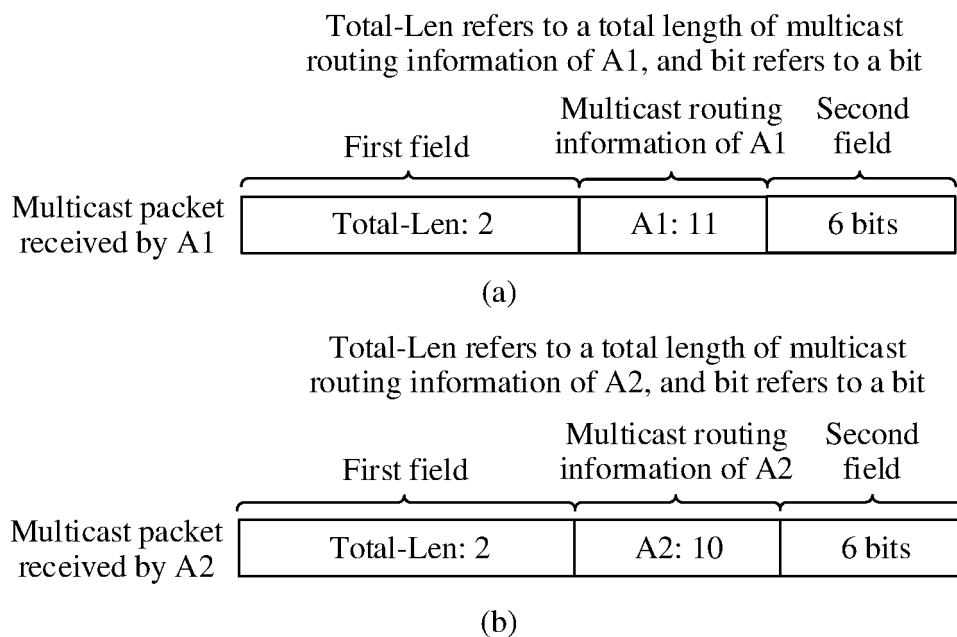 Total-Len refers to a total length of multicast
routing information of A1, and bit refers to a bit
First field
Multicast routing
information of A1
Second
field
Multicast packet
received by A1
Total-Len: 2
A1: 11
6 bits
(a)
Total-Len refers to a total length of multicast
routing information of A2, and bit refers to a bit
First field
Multicast routing
information of A2
Second
field
Multicast packet
received by A2
Total-Len: 2
A2: 10
6 bits
(b)